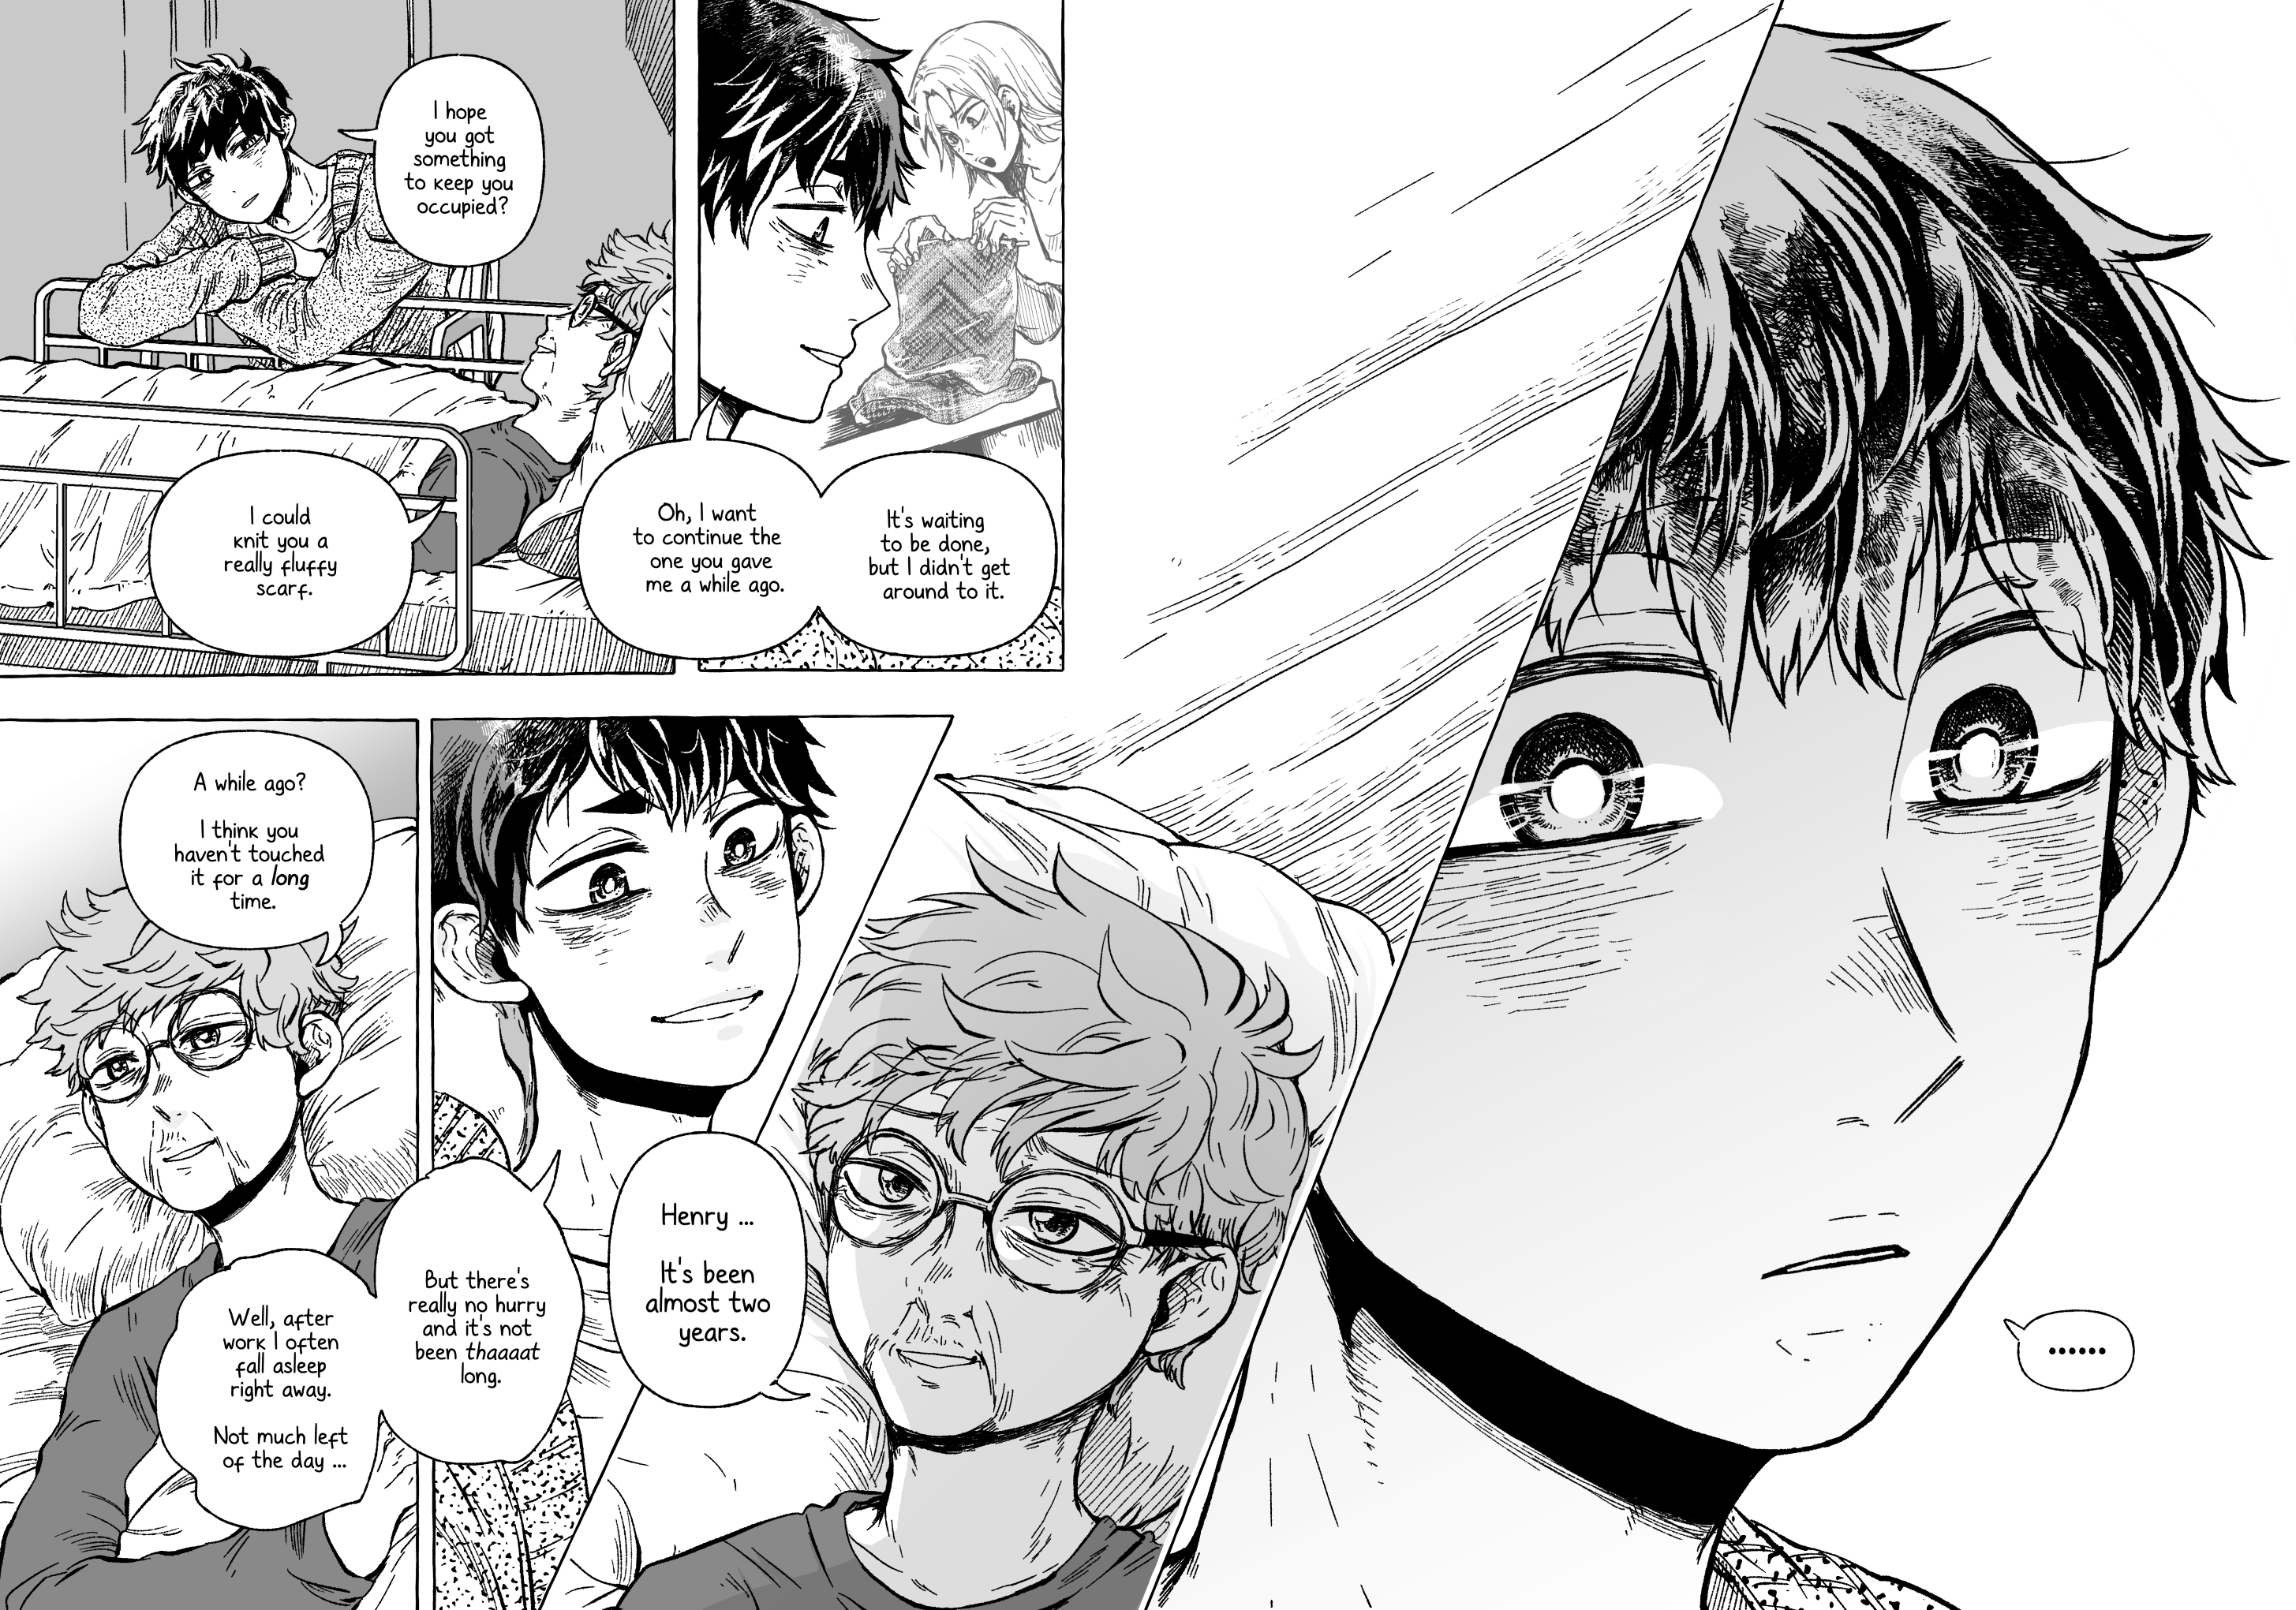 I hope
you got
something
to keep you
occupied?
I could
knit you a
really fluffy
scarf.
Oh, I want
to continue the
one you gave
me a while ago.
It's waiting
to be done,
but I didn't get
around to it.
A while ago?
I think you
haven't touched
it for a long
time.
Well, after
work I often
fall asleep
right away.
Not much left
of the day ...
But there's
really no hurry
and it's not
been thaaaat
long.
Henry ...
It's been
almost two
years.
......